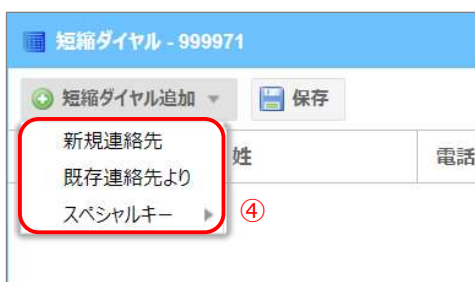 短縮ダイヤル - 999971
短縮ダイヤル追加 保存
新規連絡先
姓 電話
既存連絡先より
スペシャルキー
④